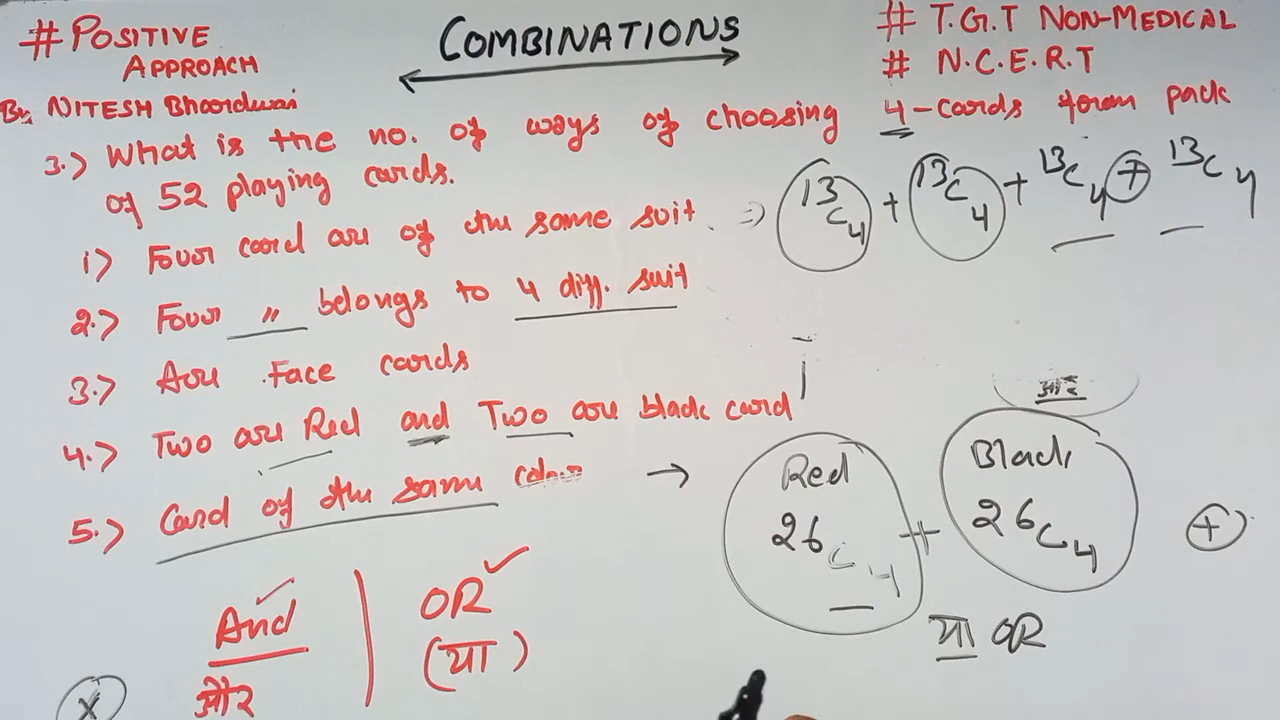 # POSITIVE APPROACH
By NITESH Bhardwaj
COMBINATIONS
# T.G.T NON-MEDICAL
# N.C.E.R.T
3.) What is the no. of ways of choosing 4-cards from pack
of 52 playing cards.
1) Four card are of the same suit. ⇒ 13C4 + 13C4 + 13C4 + 13C4
2.) Four " belongs to 4 diff. suit
3.) Are Face cards
4.) Two are Red and Two are black card
5.) Card of the same colour →
Red
26C4
+
और
Black
26C4
(+)
या OR
And
और
OR
(या)
x